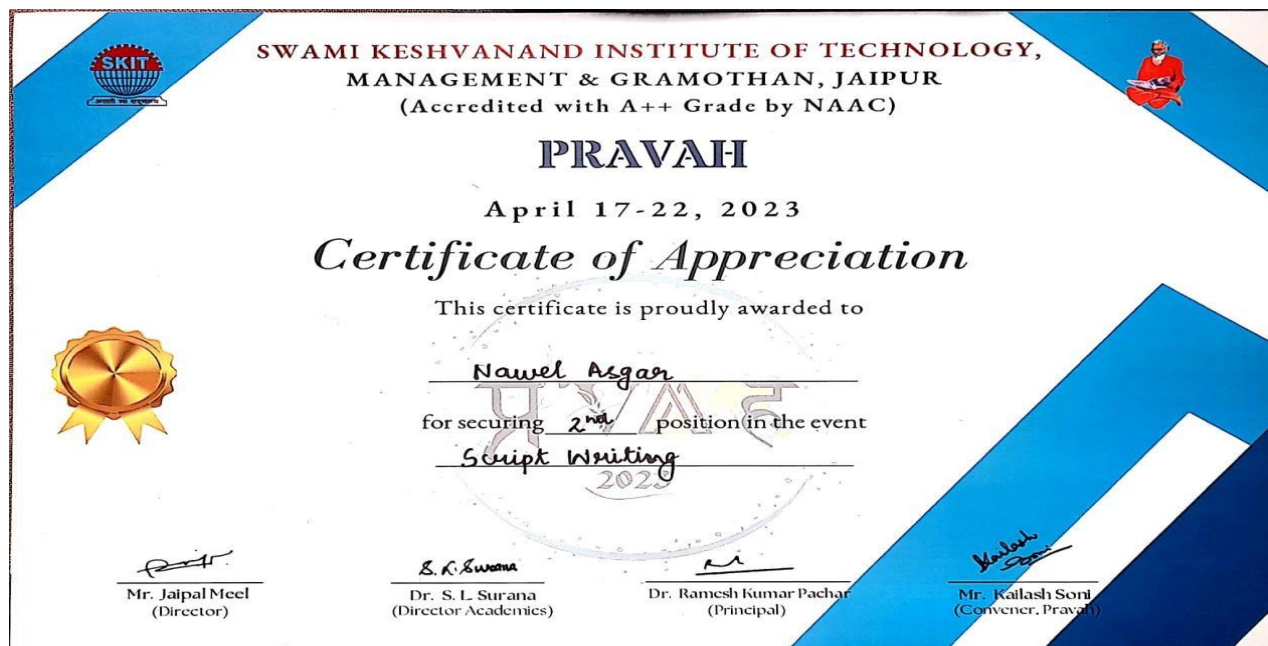 SKIT
SWAMI KESHVANAND INSTITUTE OF TECHNOLOGY,
MANAGEMENT & GRAMOTHAN, JAIPUR
(Accredited with A++ Grade by NAAC)
PRAVAH
April 17-22, 2023
Certificate of Appreciation
This certificate is proudly awarded to
Nawel Asgar
for securing 2nd position in the event
Script Writing
2023
S. L. Surana
Kailash Soni
Mr. Jaipal Meel
(Director)
Dr. S. L. Surana
(Director Academics)
Dr. Ramesh Kumar Pachar
(Principal)
Mr. Kailash Soni
(Convener, Pravah)